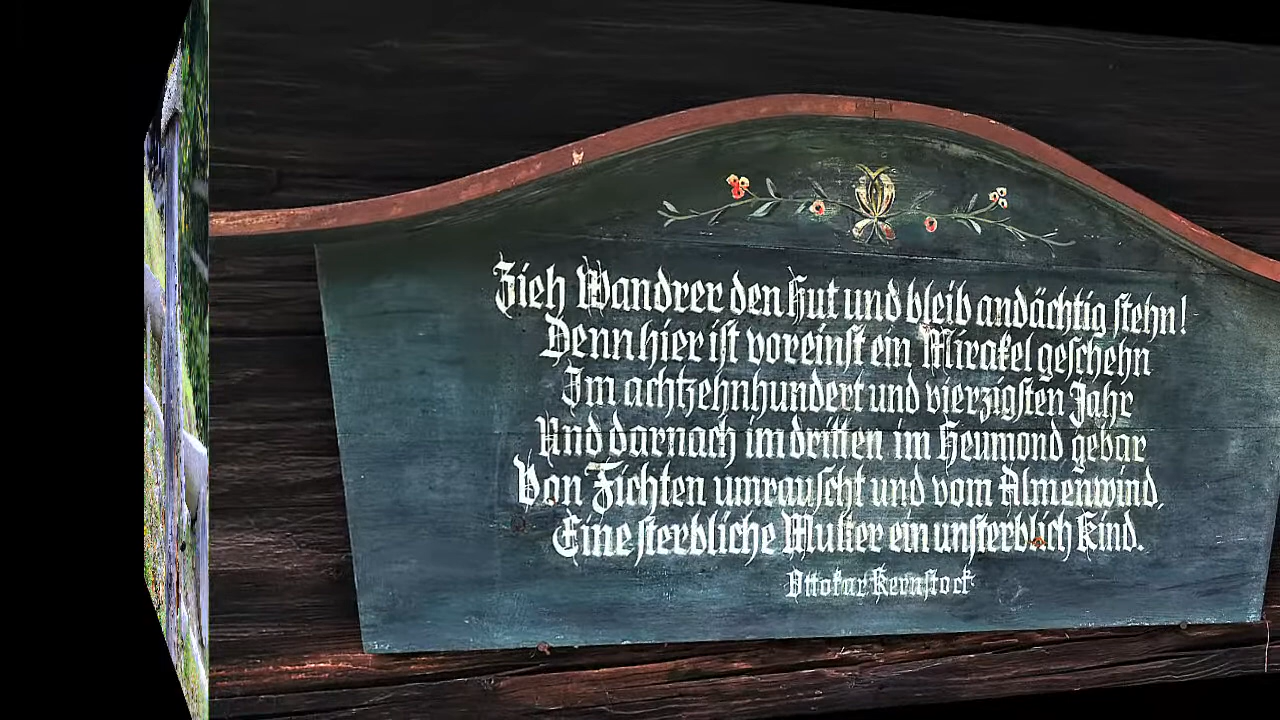 Zieh Wandrer den Hut und bleib andächtig stehn!
Denn hier ist voreinst ein Mirakel geschehn
Im achtzehnhundert und vierzigsten Jahr
Und darnach im dritten im Heumond gebar
Von Fichten umrauscht und vom Almenwind,
Eine sterbliche Mutter ein unsterblich Kind.
Ottokar Kernstock